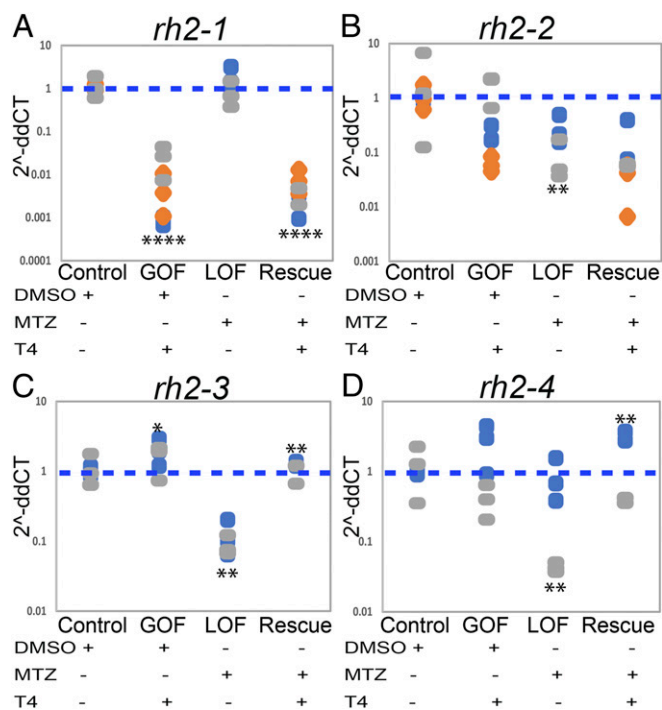 A rh2-1
10
1
0.1
0.01
0.001
0.0001
2^-ddCT
**** ****
Control GOF LOF Rescue
DMSO + + - -
MTZ - - + +
T4 - + - +
B rh2-2
10
1
0.1
0.01
0.001
2^-ddCT
**
Control GOF LOF Rescue
DMSO + + - -
MTZ - - + +
T4 - + - +
C rh2-3
10
1
0.1
0.01
2^-ddCT
* ** **
Control GOF LOF Rescue
DMSO + + - -
MTZ - - + +
T4 - + - +
D rh2-4
10
1
0.1
0.01
2^-ddCT
** **
Control GOF LOF Rescue
DMSO + + - -
MTZ - - + +
T4 - + - +